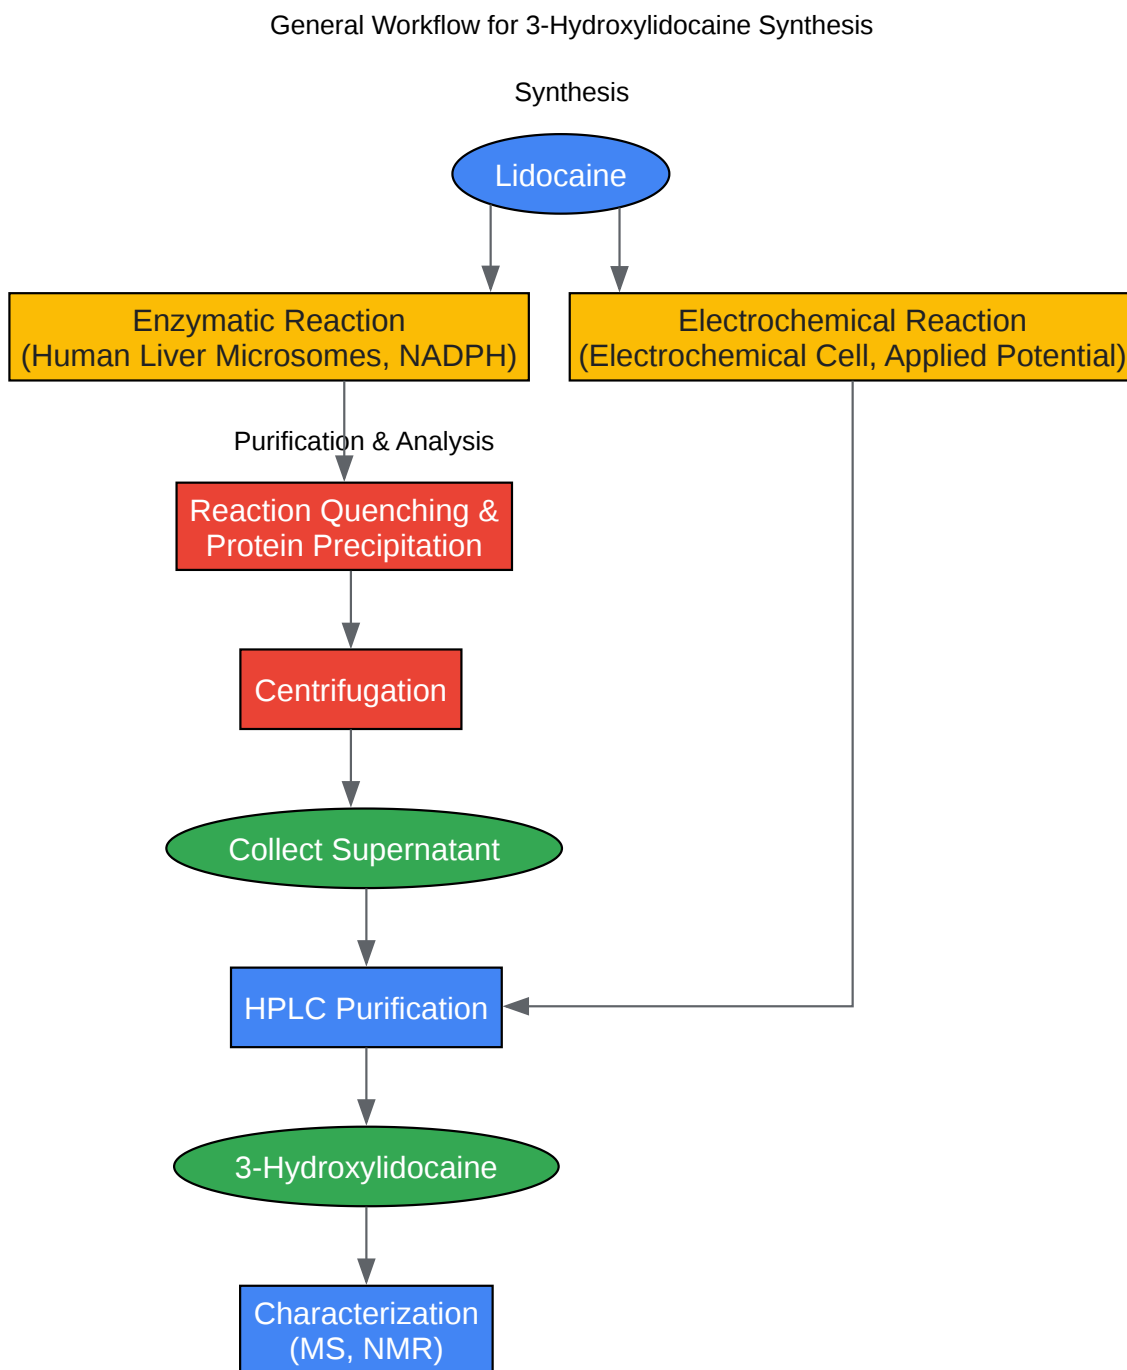 General Workflow for 3-Hydroxylidocaine Synthesis
Synthesis
Lidocaine
Enzymatic Reaction
(Human Liver Microsomes, NADPH)
Electrochemical Reaction
(Electrochemical Cell, Applied Potential)
Purification & Analysis
Reaction Quenching &
Protein Precipitation
Centrifugation
Collect Supernatant
HPLC Purification
3-Hydroxylidocaine
Characterization
(MS, NMR)